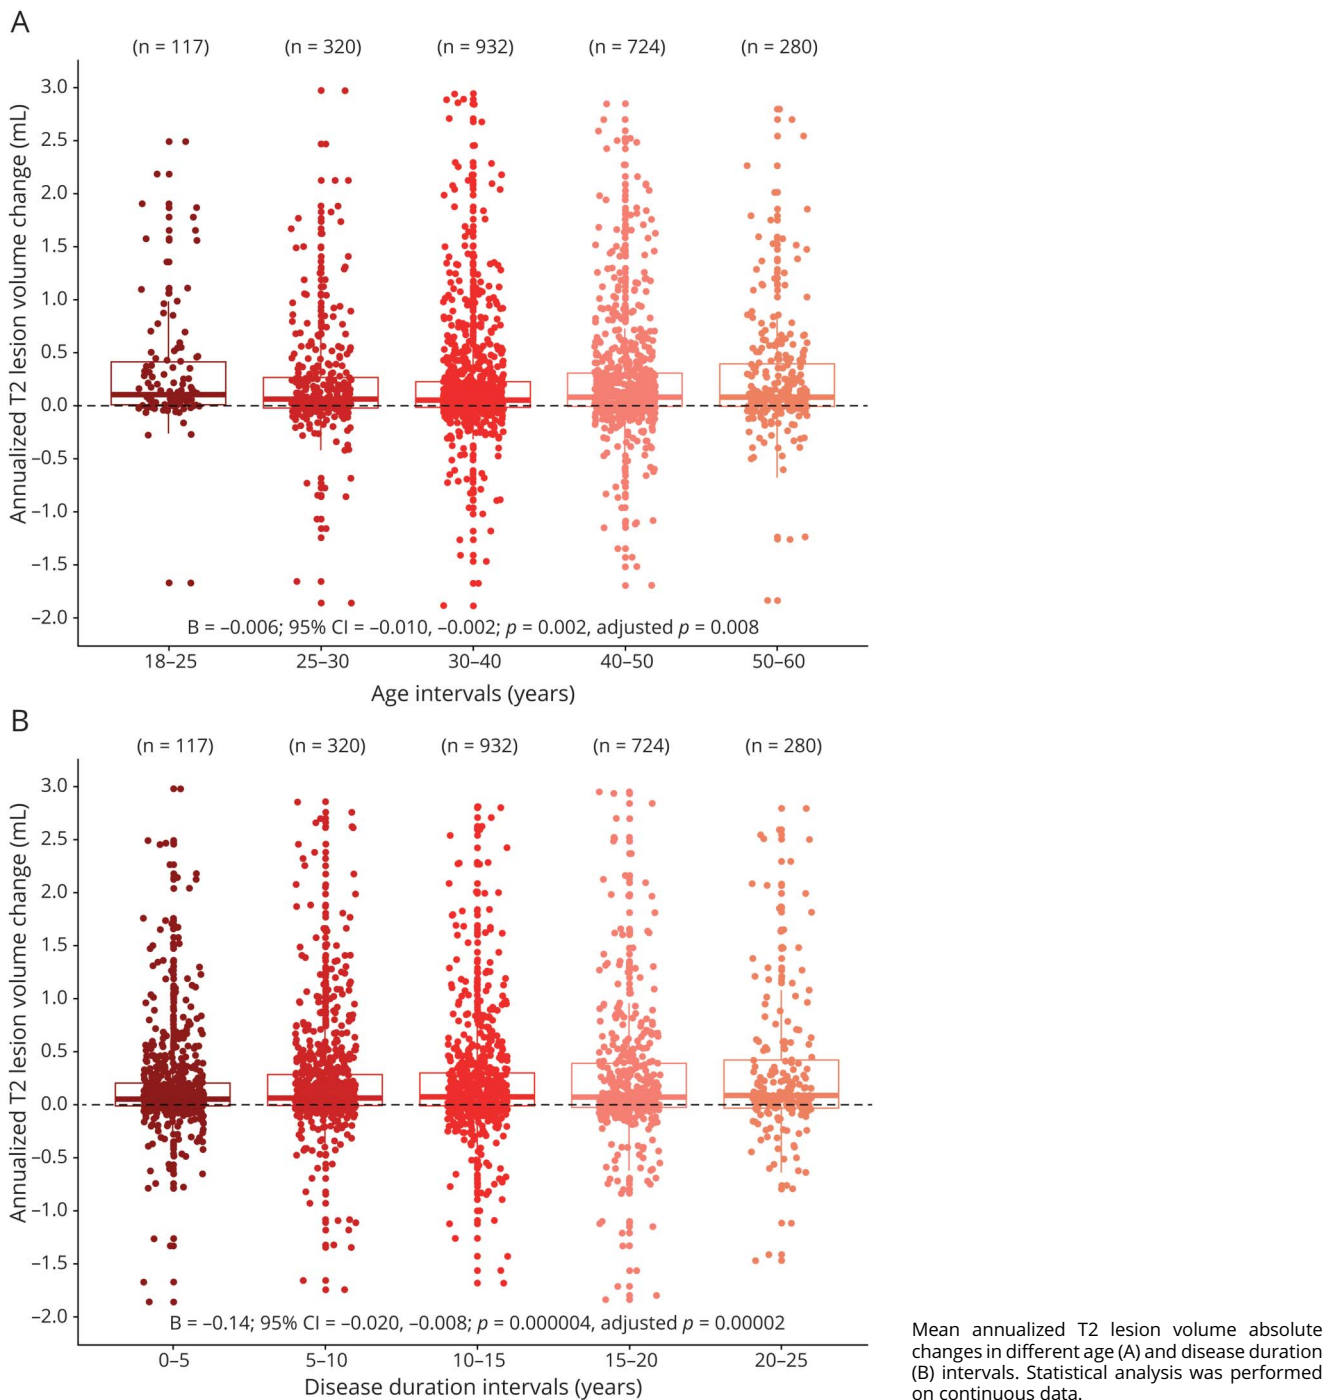 A
(n = 117) (n = 320) (n = 932) (n = 724) (n = 280)
Annualized T2 lesion volume change (mL)
3.0
2.5
2.0
1.5
1.0
0.5
0.0
–0.5
–1.0
–1.5
–2.0
B = –0.006; 95% CI = –0.010, –0.002; p = 0.002, adjusted p = 0.008
18–25 25–30 30–40 40–50 50–60
Age intervals (years)
B
(n = 117) (n = 320) (n = 932) (n = 724) (n = 280)
Annualized T2 lesion volume change (mL)
3.0
2.5
2.0
1.5
1.0
0.5
0.0
–0.5
–1.0
–1.5
–2.0
B = –0.14; 95% CI = –0.020, –0.008; p = 0.000004, adjusted p = 0.00002
0–5 5–10 10–15 15–20 20–25
Disease duration intervals (years)
Mean annualized T2 lesion volume absolute
changes in different age (A) and disease duration
(B) intervals. Statistical analysis was performed
on continuous data.